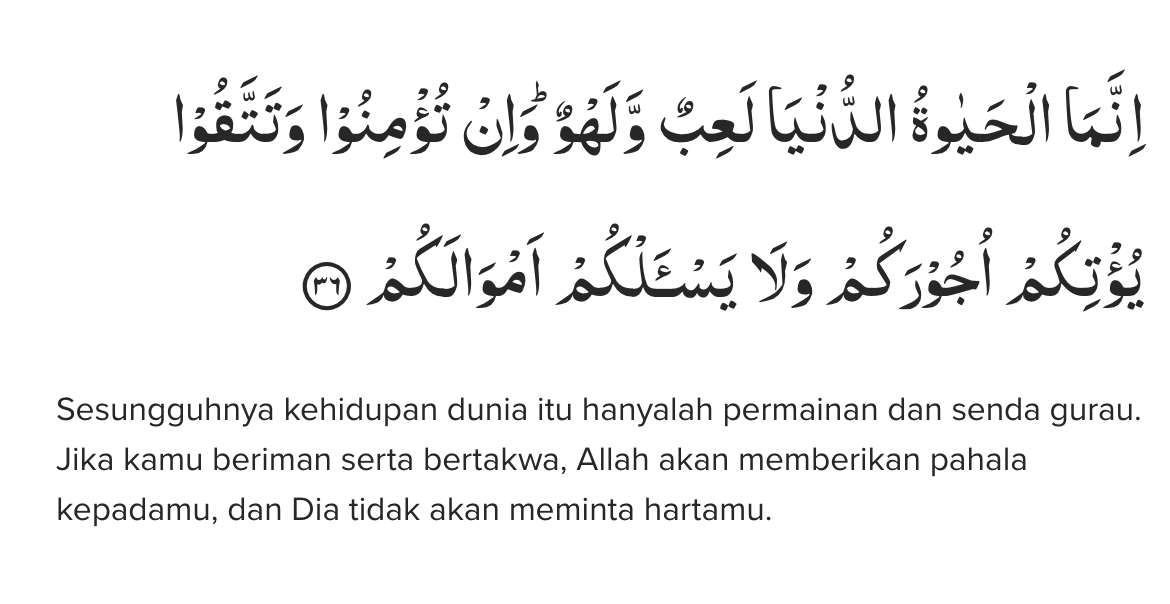 اِنَّمَا الْحَيٰوةُ الدُّنْيَا لَعِبٌ وَّلَهْوٌ ۗوَاِنْ تُؤْمِنُوْا وَتَتَّقُوْا
يُؤْتِكُمْ اُجُوْرَكُمْ وَلَا يَسْـَٔلْكُمْ اَمْوَالَكُمْ ٣٦
Sesungguhnya kehidupan dunia itu hanyalah permainan dan senda gurau.
Jika kamu beriman serta bertakwa, Allah akan memberikan pahala
kepadamu, dan Dia tidak akan meminta hartamu.